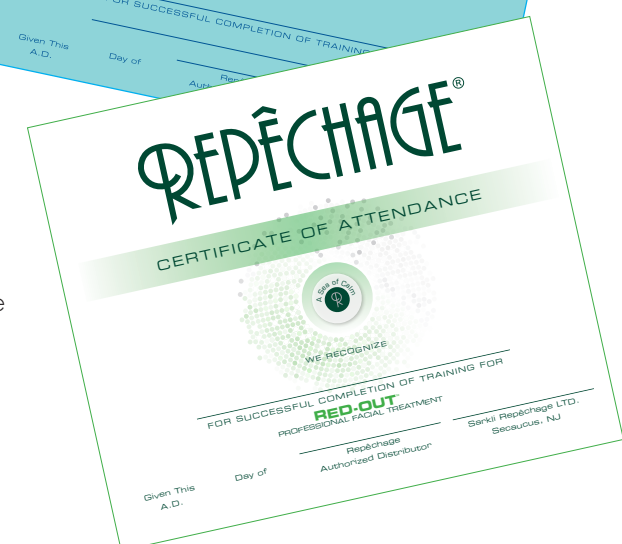 FOR SUCCESSFUL COMPLETION OF TRAINING
Given This
A.D.
Day of
REPÊCHAGE®
CERTIFICATE OF ATTENDANCE
A Sea of Calm
R
WE RECOGNIZE
FOR SUCCESSFUL COMPLETION OF TRAINING FOR
RED-OUT™
PROFESSIONAL FACIAL TREATMENT
Given This
A.D.
Day of
Repêchage
Authorized Distributor
Sarkli Repêchage LTD.
Secaucus, NJ